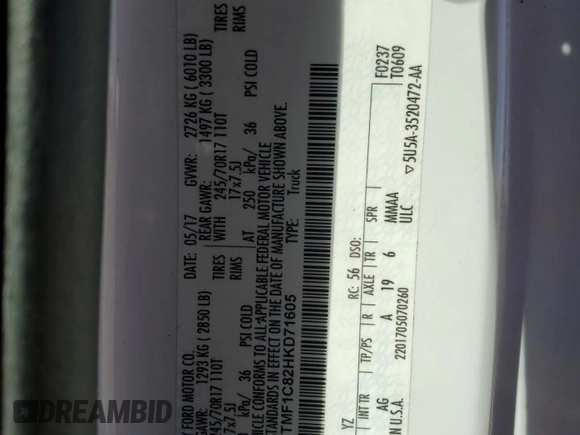 Y FORD MOTOR CO. DATE: 05/17 GVWR: 2726 KG ( 6010 LB)
GAWR: 1293 KG ( 2850 LB) REAR GAWR: 1497 KG ( 3300 LB)
245/70R17 110T TIRES WITH 245/70R17 110T TIRES
17x7.5J RIMS 17x7.5J RIMS
kPa/ 36 PSI COLD AT 250 kPa/ 36 PSI COLD
VEHICLE CONFORMS TO ALL APPLICABLE FEDERAL MOTOR VEHICLE
STANDARDS IN EFFECT ON THE DATE OF MANUFACTURE SHOWN ABOVE.
TMF1C82HKD71605 TYPE: Truck
F0237
T0609
YZ RC: 56 DSO:
INT TR TP/PS R AXLE TR SPR
AG A 19 6 MMAA
ULC
N U.S.A. 2201705070260 ▽5U5A-3520472-AA
DREAMBID